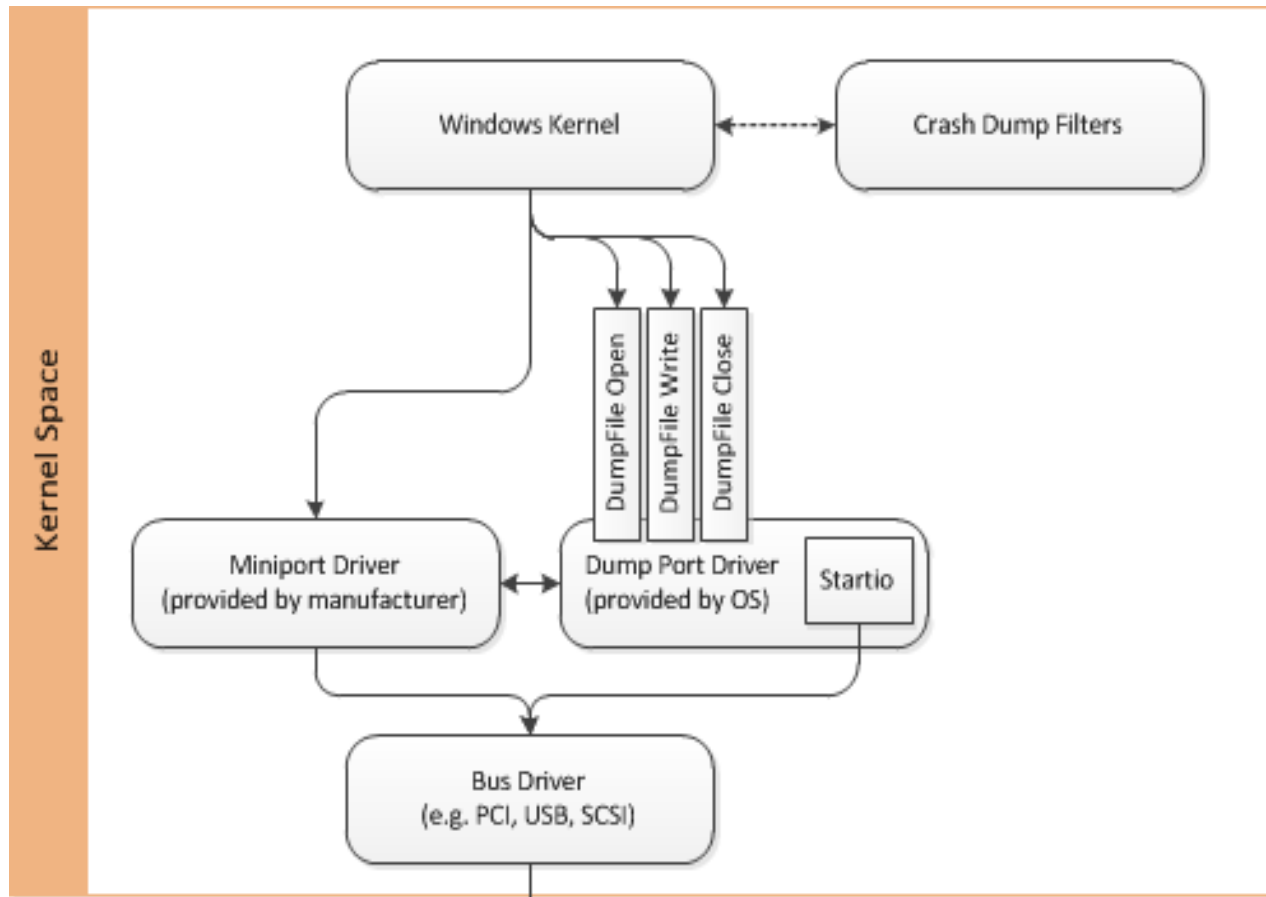 Kernel Space
Windows Kernel
Crash Dump Filters
DumpFile Open
DumpFile Write
DumpFile Close
Miniport Driver
(provided by manufacturer)
Dump Port Driver
(provided by OS)
Startio
Bus Driver
(e.g. PCI, USB, SCSI)